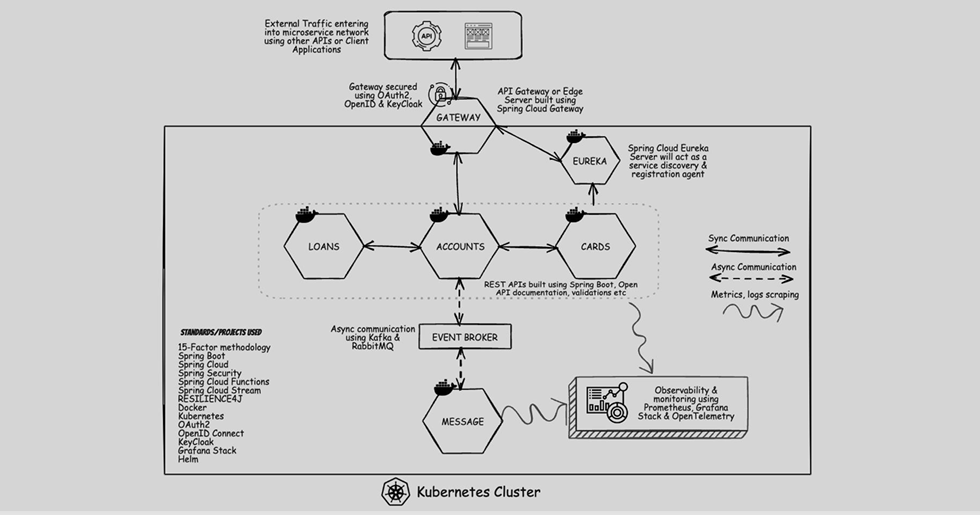 External Traffic entering
into microservice network
using other APIs or Client
Applications
API
Gateway secured
using OAuth2,
OpenID & KeyCloak
API Gateway or Edge
Server built using
Spring Cloud Gateway
GATEWAY
EUREKA
Spring Cloud Eureka
Server will act as a
service discovery &
registration agent
LOANS
ACCOUNTS
CARDS
REST APIs built using Spring Boot, Open
API documentation, validations etc
Sync Communication
Async Communication
Metrics, logs scraping
Async communication
using Kafka &
RabbitMQ
EVENT BROKER
MESSAGE
Observability &
monitoring using
Prometheus, Grafana
Stack & OpenTelemetry
STANDARDS/PROJECTS USED
15-Factor methodology
Spring Boot
Spring Cloud
Spring Security
Spring Cloud Functions
Spring Cloud Stream
RESILIENCE4J
Docker
Kubernetes
OAuth2
OpenID Connect
KeyCloak
Grafana Stack
Helm
Kubernetes Cluster